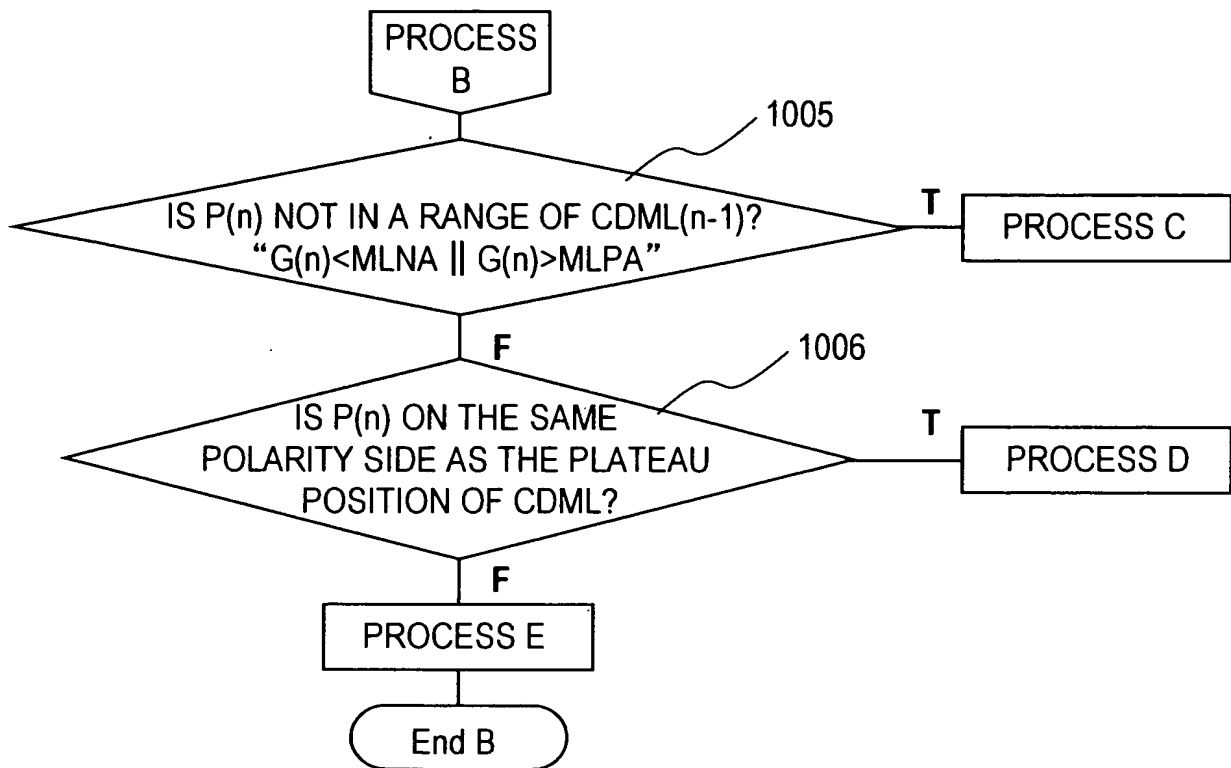 PROCESS
B
1005
IS P(n) NOT IN A RANGE OF CDML(n-1)?
“G(n)<MLNA || G(n)>MLPA”
T
PROCESS C
F
1006
IS P(n) ON THE SAME
POLARITY SIDE AS THE PLATEAU
POSITION OF CDML?
T
PROCESS D
F
PROCESS E
End B